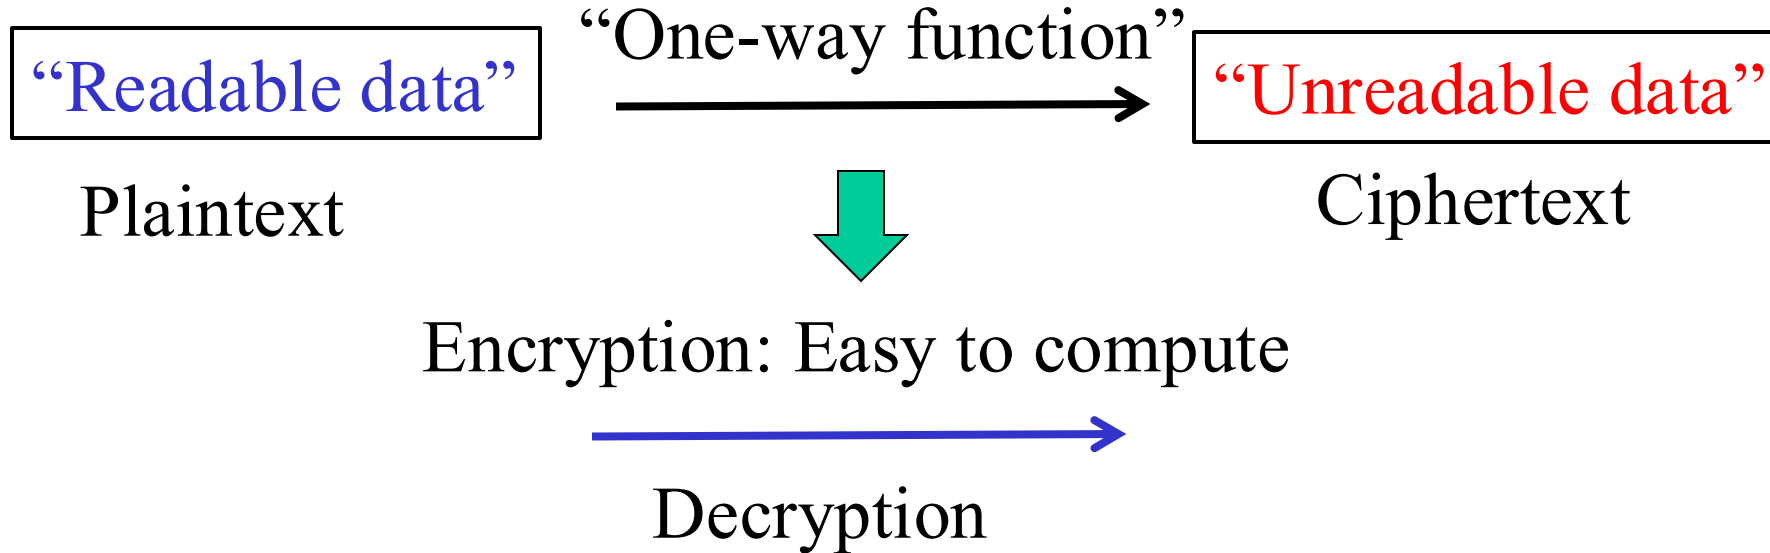 “One-way function”
“Readable data”
“Unreadable data”
Plaintext
Ciphertext
Encryption: Easy to compute
Decryption